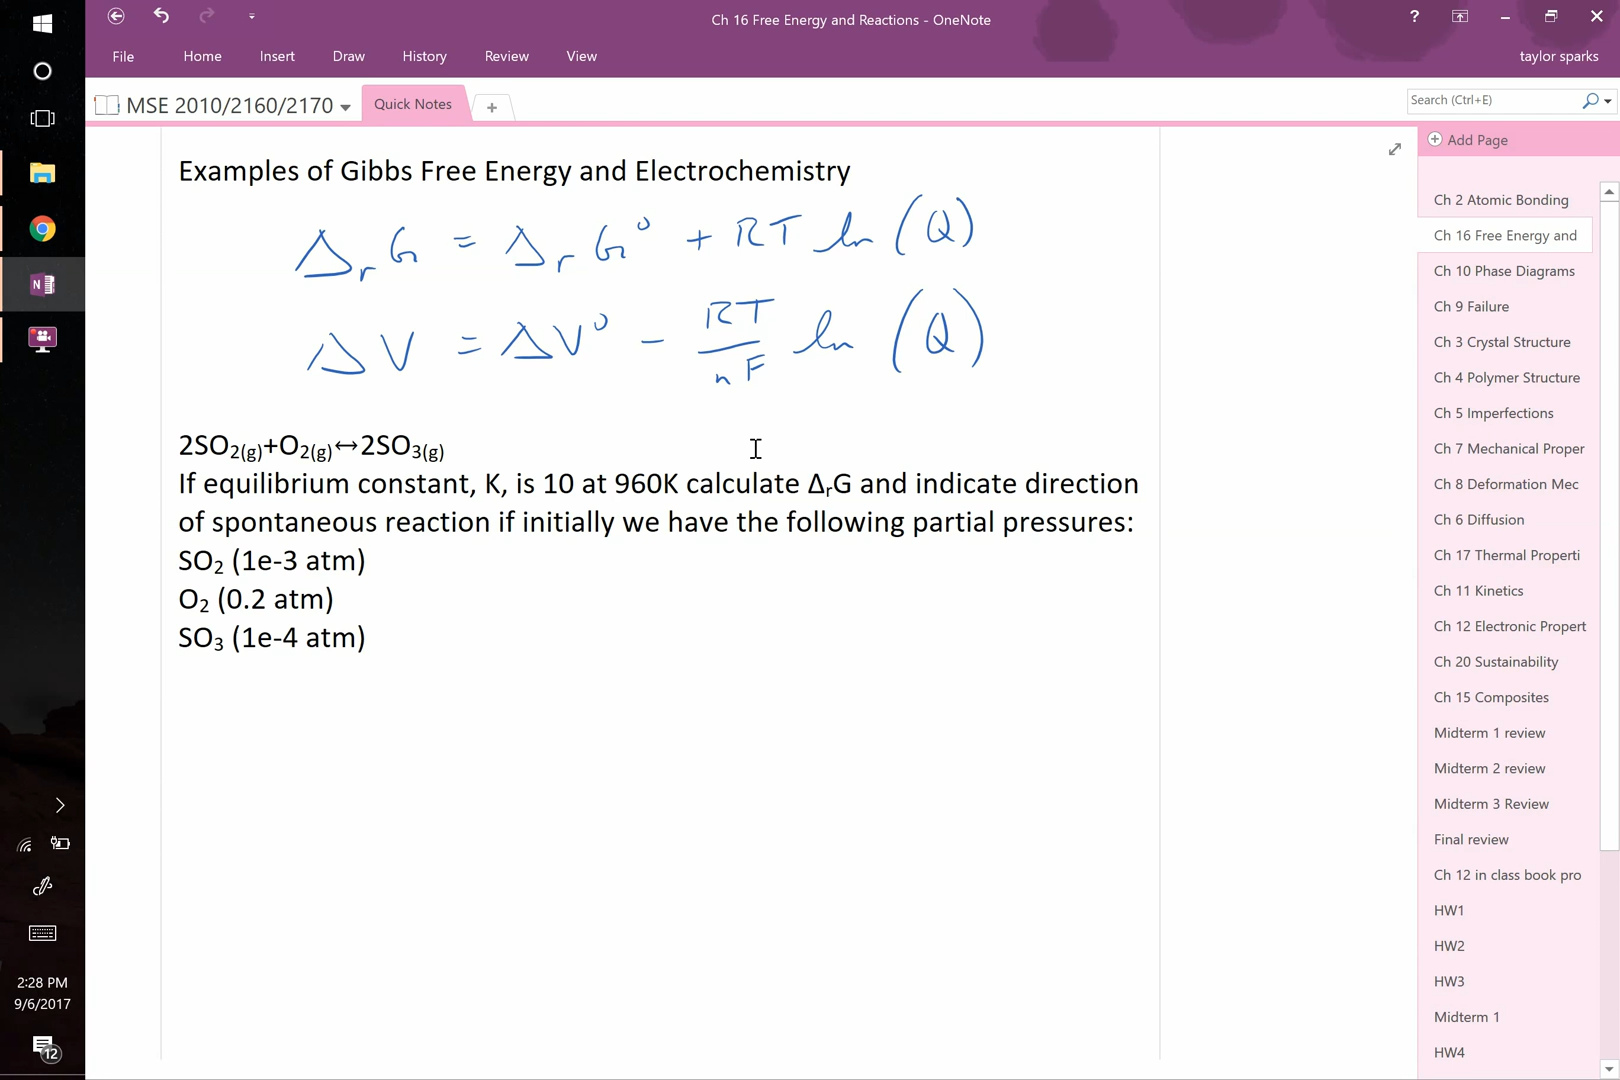 Ch 16 Free Energy and Reactions - OneNote
?
File Home Insert Draw History Review View
taylor sparks
MSE 2010/2160/2170
Quick Notes
+
Search (Ctrl+E)
Add Page
Examples of Gibbs Free Energy and Electrochemistry
Δ_r G = Δ_r G° + RT ln (Q)
ΔV = ΔV° - RT/nF ln (Q)
2SO₂(g)+O₂(g)↔2SO₃(g)
If equilibrium constant, K, is 10 at 960K calculate ΔᵣG and indicate direction
of spontaneous reaction if initially we have the following partial pressures:
SO₂ (1e-3 atm)
O₂ (0.2 atm)
SO₃ (1e-4 atm)
Ch 2 Atomic Bonding
Ch 16 Free Energy and
Ch 10 Phase Diagrams
Ch 9 Failure
Ch 3 Crystal Structure
Ch 4 Polymer Structure
Ch 5 Imperfections
Ch 7 Mechanical Proper
Ch 8 Deformation Mec
Ch 6 Diffusion
Ch 17 Thermal Properti
Ch 11 Kinetics
Ch 12 Electronic Propert
Ch 20 Sustainability
Ch 15 Composites
Midterm 1 review
Midterm 2 review
Midterm 3 Review
Final review
Ch 12 in class book pro
HW1
HW2
HW3
Midterm 1
HW4
2:28 PM
9/6/2017
12